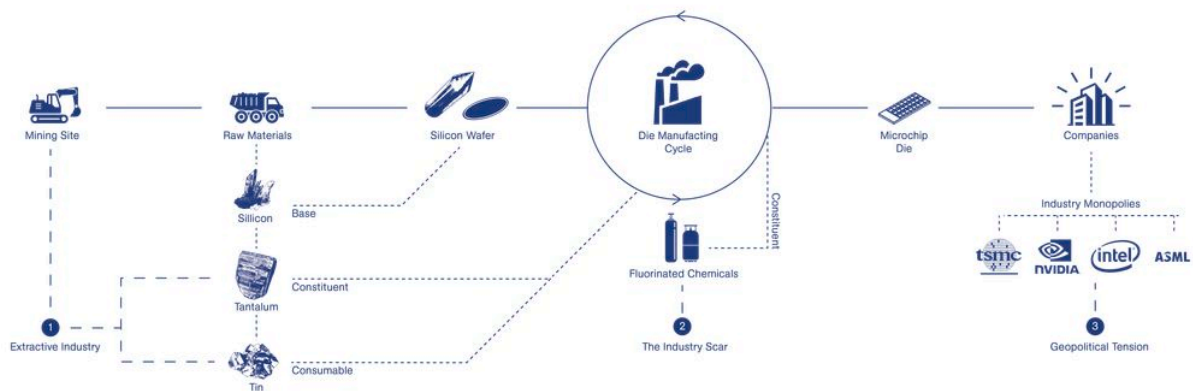 Mining Site
Raw Materials
Silicon Wafer
Die Manufacting
Cycle
Microchip
Die
Companies
Sillicon
Base
Constituent
Industry Monopolies
tsmc
NVIDIA
intel
ASML
Fluorinated Chemicals
Tantalum
Constituent
1
Extractive Industry
2
The Industry Scar
3
Geopolitical Tension
Tin
Consumable